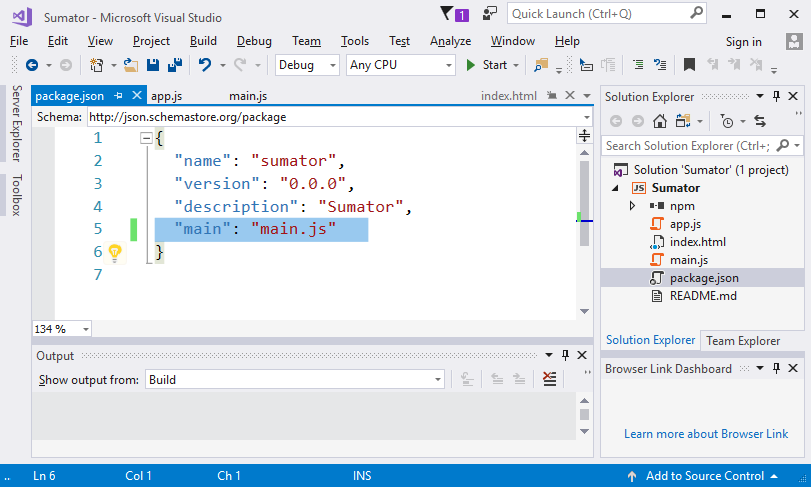 Sumator - Microsoft Visual Studio
1
Quick Launch (Ctrl+Q)
File Edit View Project Build Debug Team Tools Test Analyze Window Help Sign in
Debug Any CPU Start
Server Explorer
Toolbox
package.json app.js main.js index.html
Schema: http://json.schemastore.org/package
1 {
2 "name": "sumator",
3 "version": "0.0.0",
4 "description": "Sumator",
5 "main": "main.js"
6 }
7
134 %
Output
Show output from: Build
Solution Explorer
Search Solution Explorer (Ctrl+;
Solution 'Sumator' (1 project)
JS Sumator
npm
app.js
index.html
main.js
package.json
README.md
Solution Explorer Team Explorer
Browser Link Dashboard
Learn more about Browser Link
.. Ln 6 Col 1 Ch 1 INS Add to Source Control